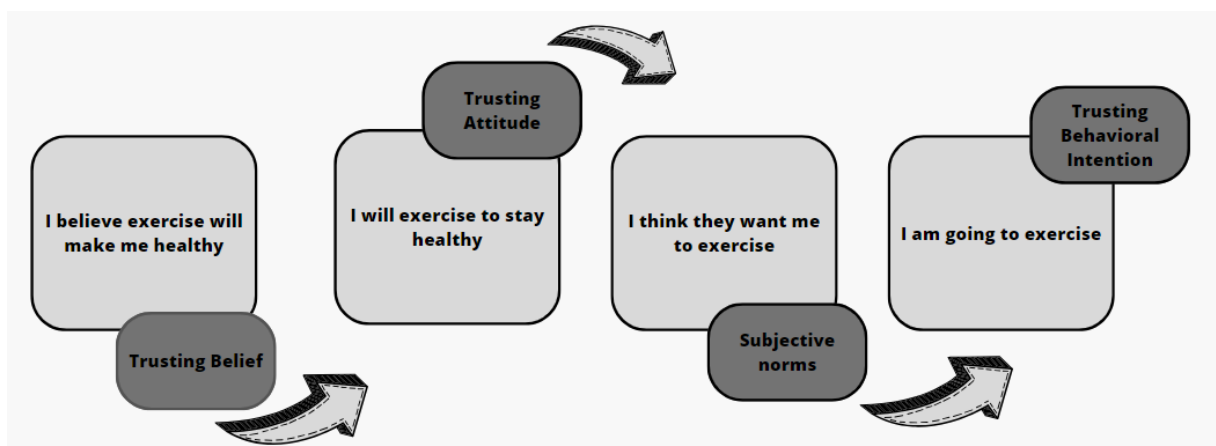 I believe exercise will
make me healthy
Trusting Belief
Trusting
Attitude
I will exercise to stay
healthy
I think they want me
to exercise
Subjective
norms
Trusting
Behavioral
Intention
I am going to exercise